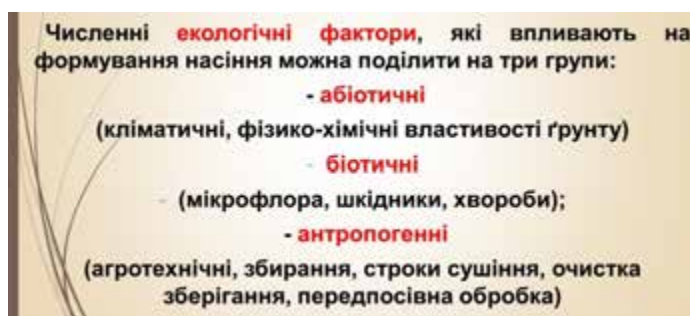 Численні екологічні фактори, які впливають на
формування насіння можна поділити на три групи:
- абіотичні
(кліматичні, фізико-хімічні властивості ґрунту)
- біотичні
- (мікрофлора, шкідники, хвороби);
- антропогенні
(агротехнічні, збирання, строки сушіння, очистка
зберігання, передпосівна обробка)